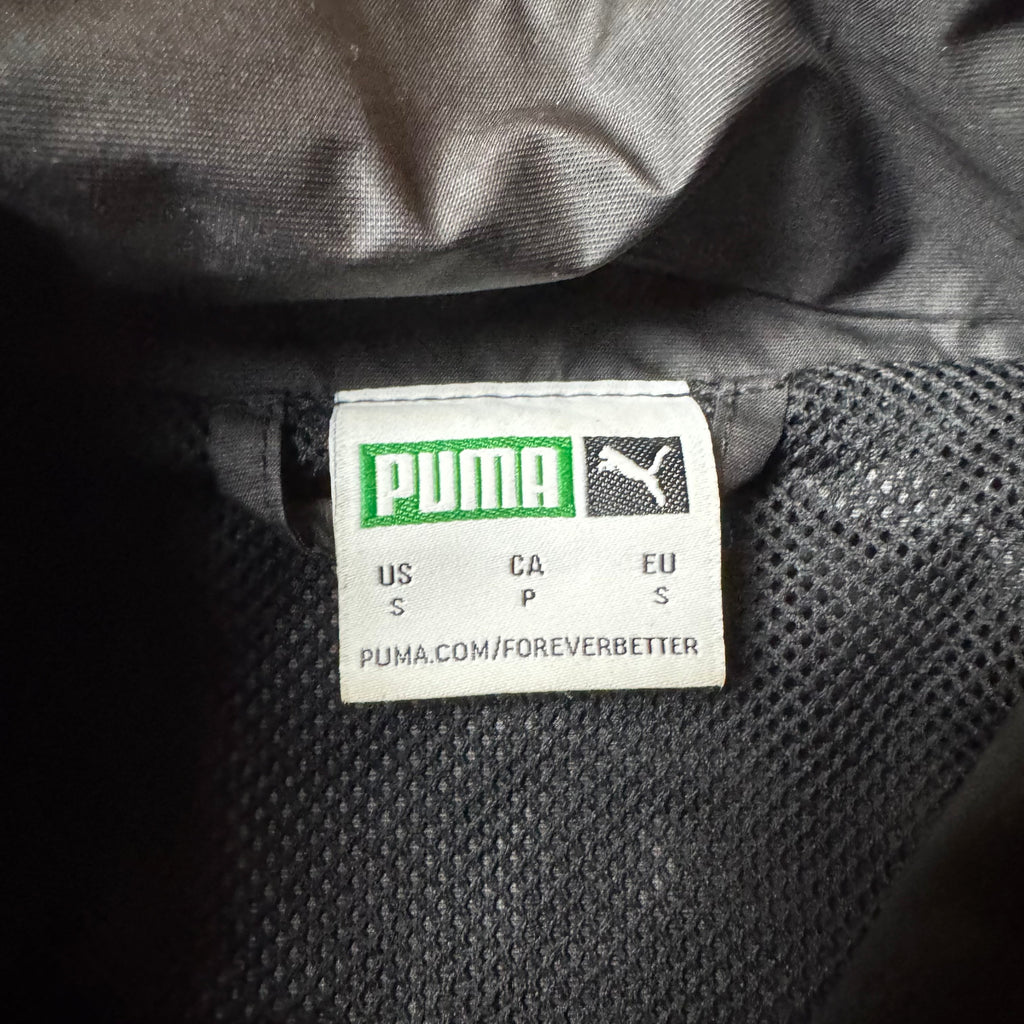 PUMA
US CA EU
S P S
PUMA.COM/FOREVERBETTER